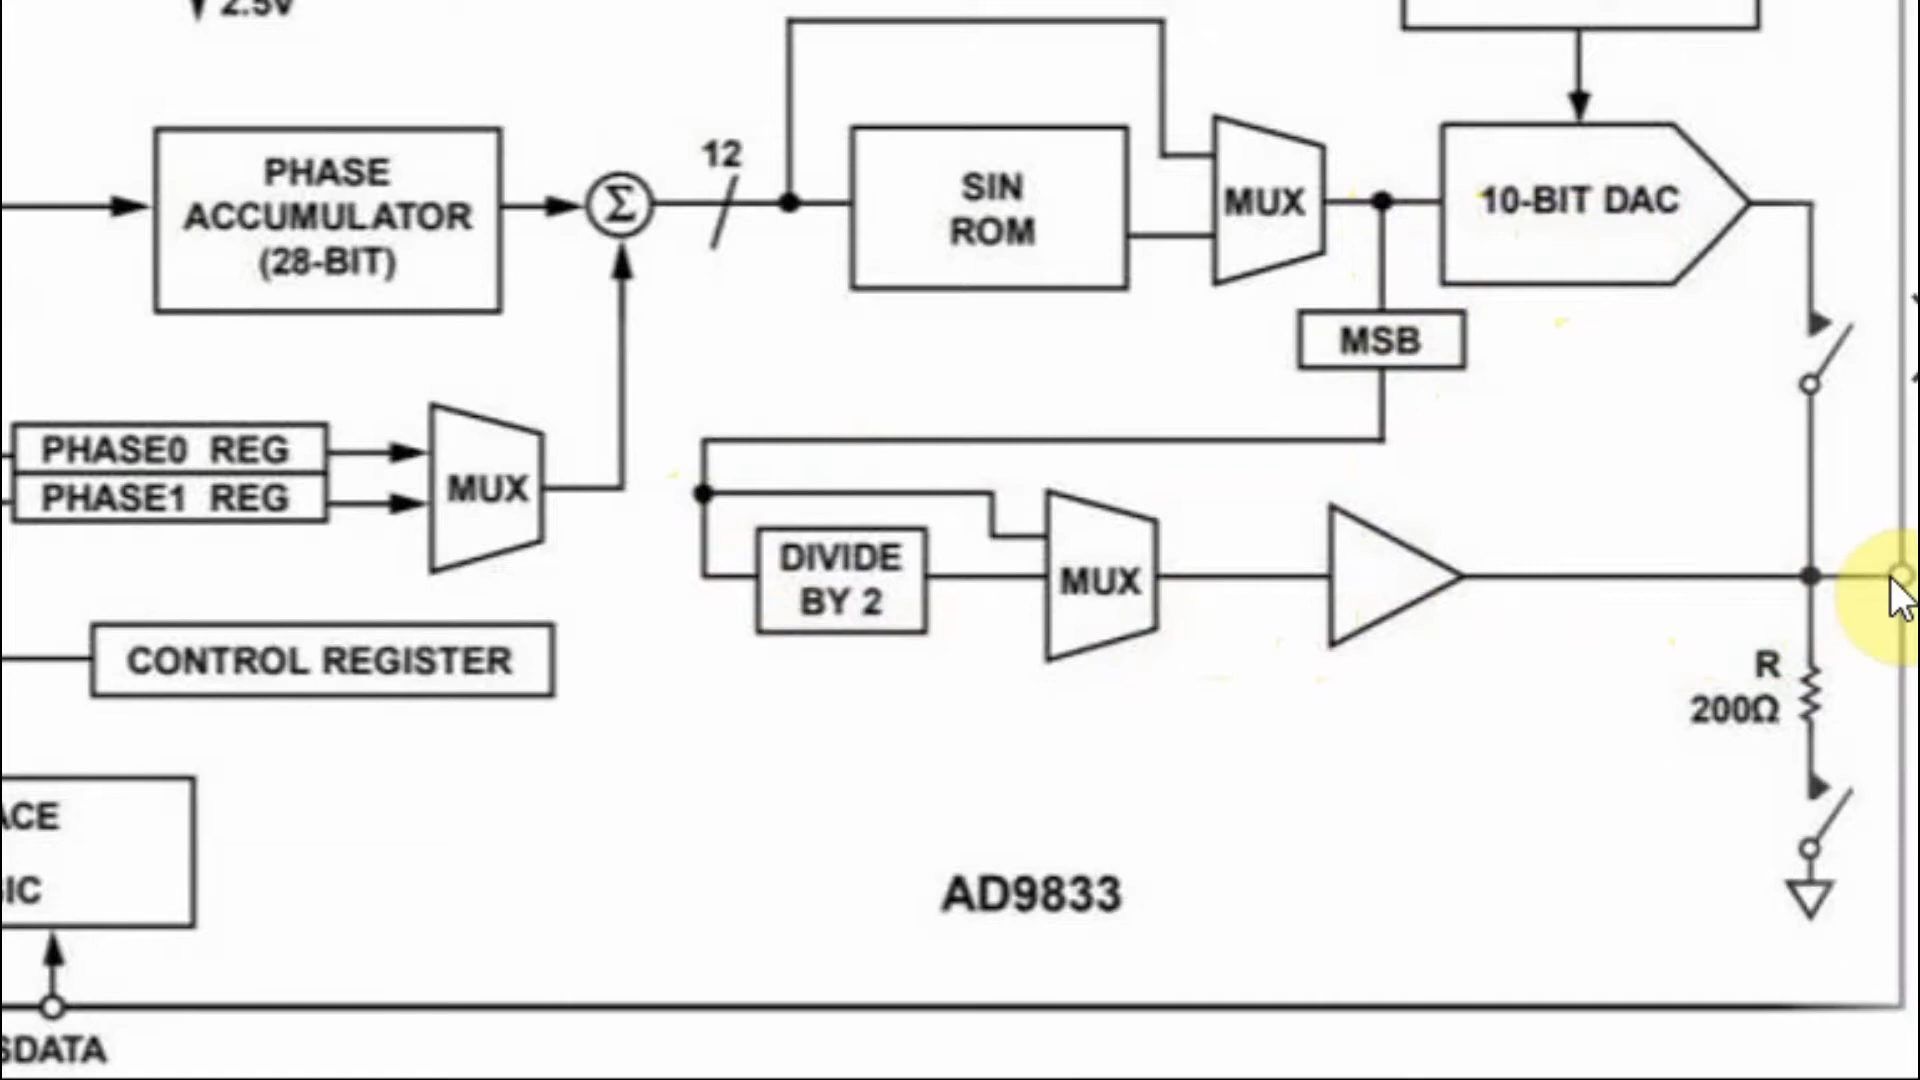 2.5V
12
PHASE
ACCUMULATOR
(28-BIT)
Σ
SIN
ROM
MUX
10-BIT DAC
MSB
PHASE0 REG
PHASE1 REG
MUX
DIVIDE
BY 2
MUX
CONTROL REGISTER
R
200Ω
ACE
GIC
AD9833
SDATA